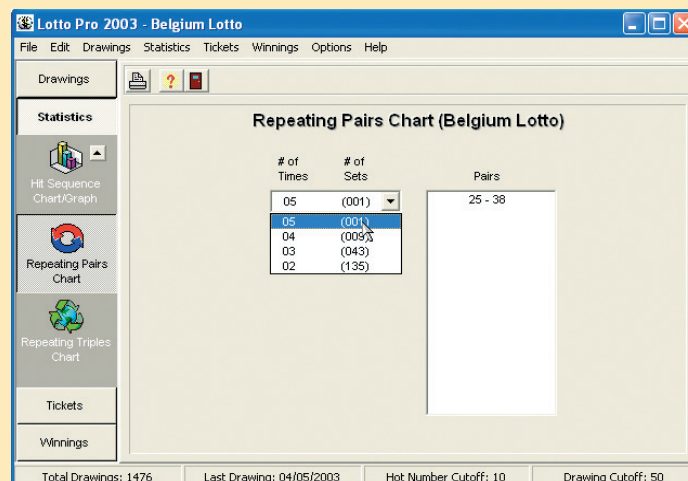 Lotto Pro 2003 - Belgium Lotto
File Edit Drawings Statistics Tickets Winnings Options Help
Drawings
Statistics
Hit Sequence
Chart/Graph
Repeating Pairs
Chart
Repeating Triples
Chart
Tickets
Winnings
?
Repeating Pairs Chart (Belgium Lotto)
# of # of
Times Sets Pairs
05 (001) 25 - 38
05 (001)
04 (009)
03 (043)
02 (135)
Total Drawings: 1476 Last Drawing: 04/05/2003 Hot Number Cutoff: 10 Drawing Cutoff: 50